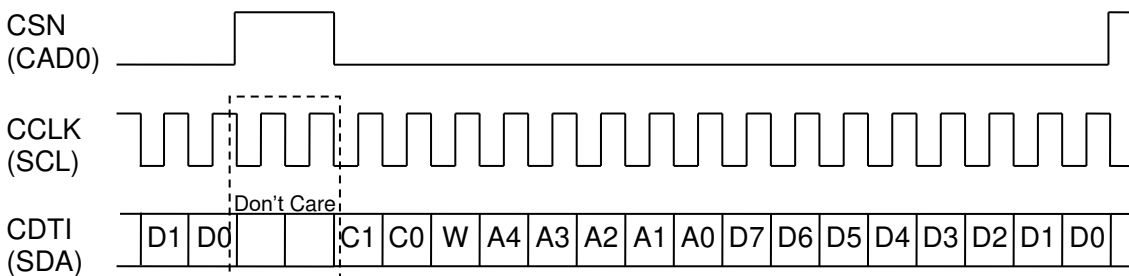 CSN
(CAD0)
CCLK
(SCL)
Don't Care
CDTI
(SDA)
D1 D0 C1 C0 W A4 A3 A2 A1 A0 D7 D6 D5 D4 D3 D2 D1 D0